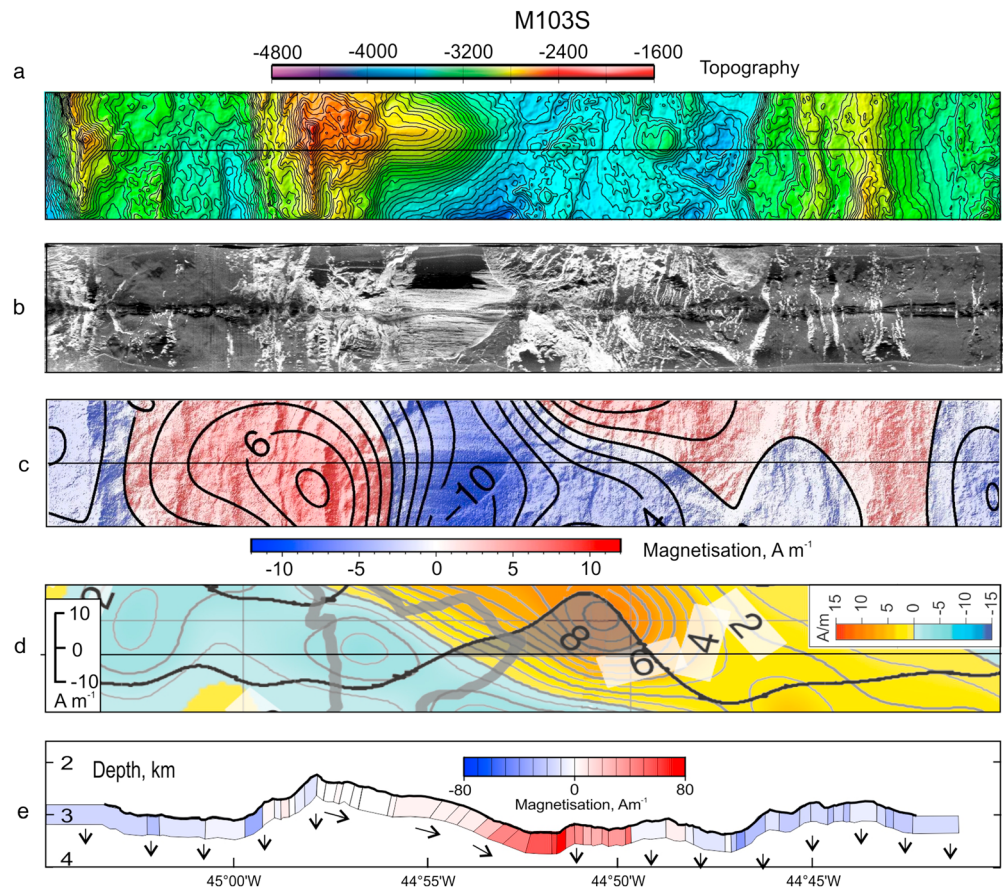 M103S
-4800 -4000 -3200 -2400 -1600
Topography
a
b
6
-10
4
0
c
Magnetisation, A m-1
-10 -5 0 5 10
2
8
6
4
2
10
0
-10
A m-1
A/m
15 10 5 0 -5 -10 -15
d
2
Depth, km
-80 0 80
Magnetisation, Am-1
e
3
4
45°00'W 44°55'W 44°50'W 44°45'W